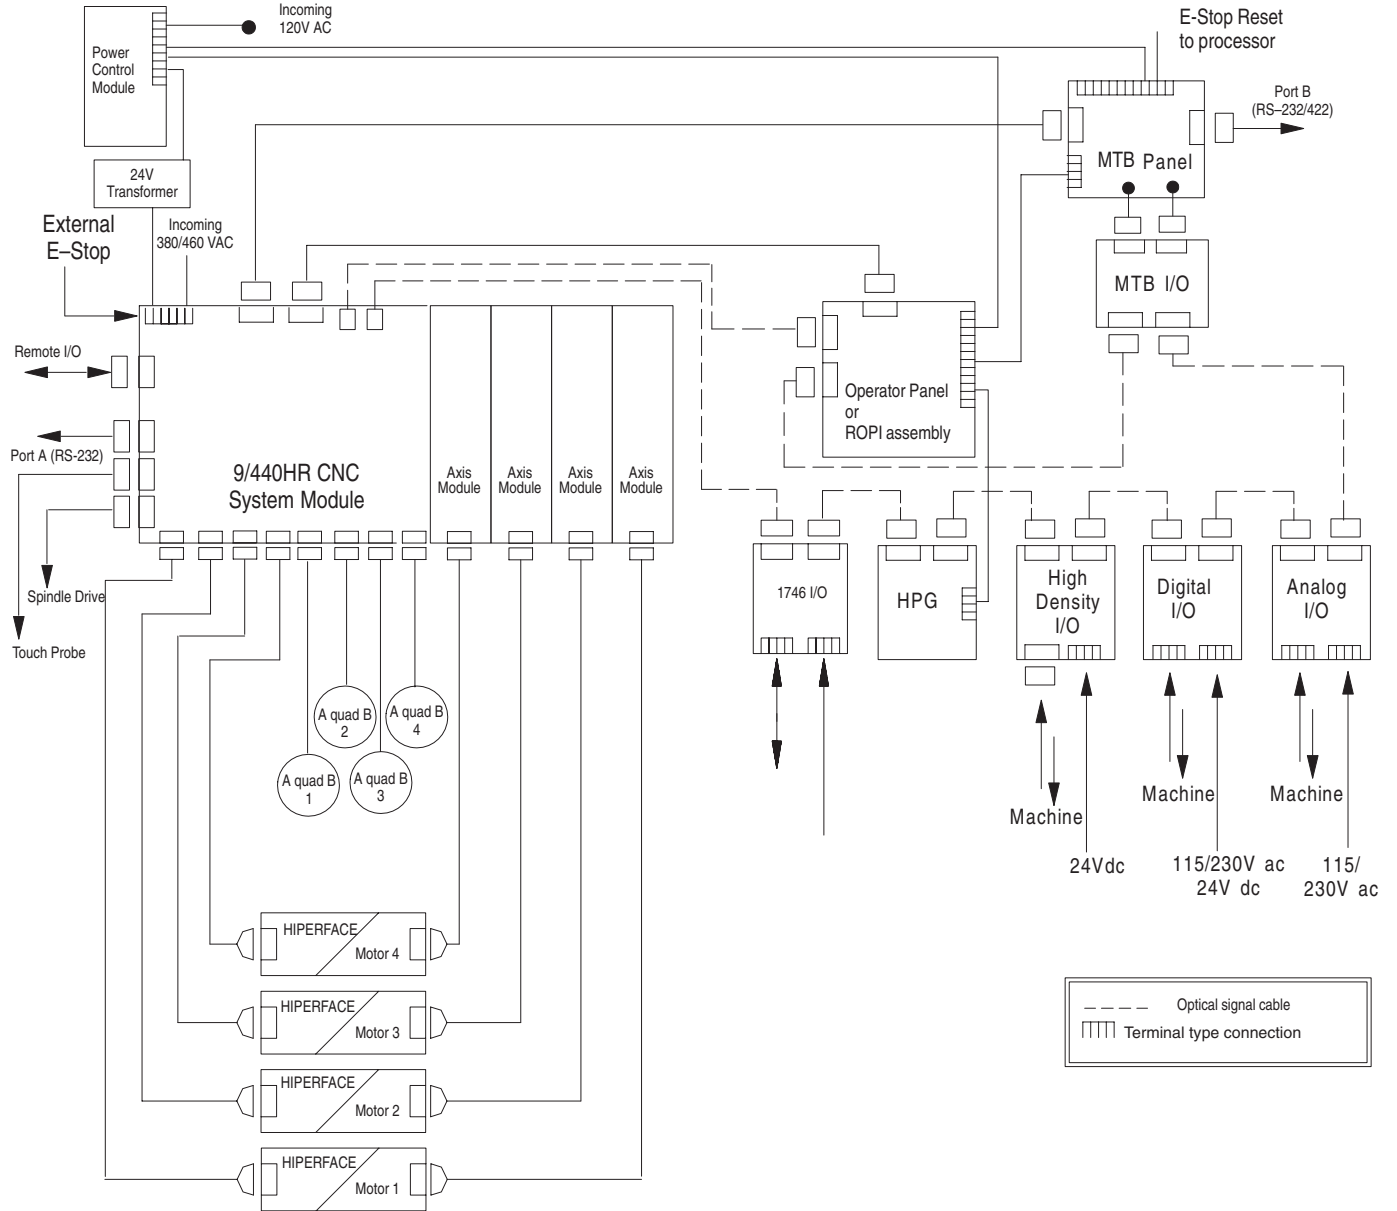 Incoming
120V AC
E-Stop Reset
to processor
Power
Control
Module
Port B
(RS–232/422)
MTB Panel
24V
Transformer
External
E–Stop
Incoming
380/460 VAC
MTB I/O
Remote I/O
Operator Panel
or
ROPI assembly
Port A (RS-232)
9/440HR CNC
System Module
Axis
Module
Axis
Module
Axis
Module
Axis
Module
Spindle Drive
Touch Probe
1746 I/O
HPG
High
Density
I/O
Digital
I/O
Analog
I/O
A quad B
2
A quad B
4
A quad B
1
A quad B
3
Machine
Machine
Machine
24Vdc
115/230V ac
24V dc
115/
230V ac
HIPERFACE
Motor 4
HIPERFACE
Motor 3
HIPERFACE
Motor 2
HIPERFACE
Motor 1
Optical signal cable
Terminal type connection